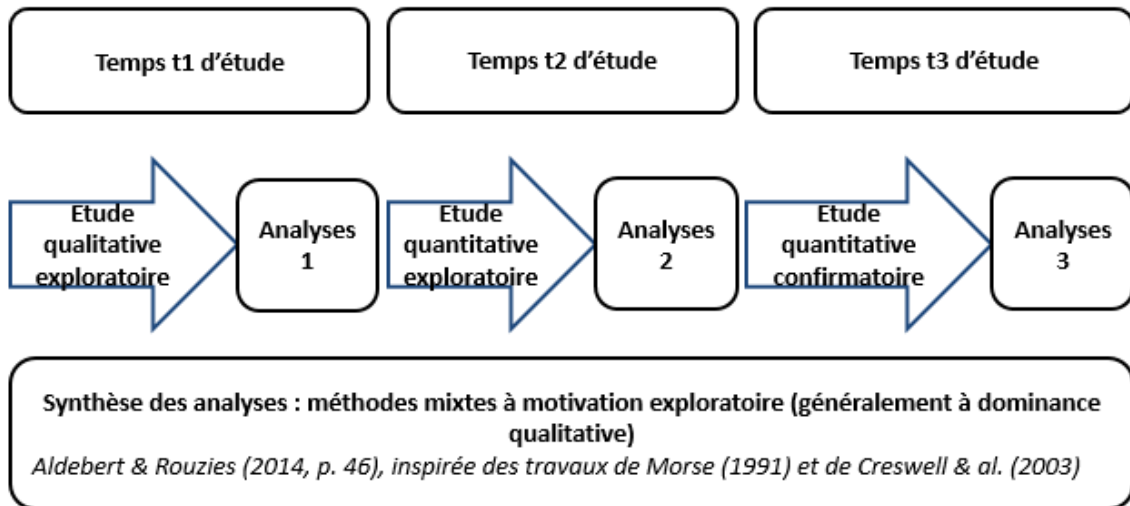 Temps t1 d’étude
Temps t2 d’étude
Temps t3 d’étude
Etude
qualitative
exploratoire
Analyses
1
Etude
quantitative
exploratoire
Analyses
2
Etude
quantitative
confirmatoire
Analyses
3
Synthèse des analyses : méthodes mixtes à motivation exploratoire (généralement à dominance
qualitative)
Aldebert & Rouzies (2014, p. 46), inspirée des travaux de Morse (1991) et de Creswell & al. (2003)